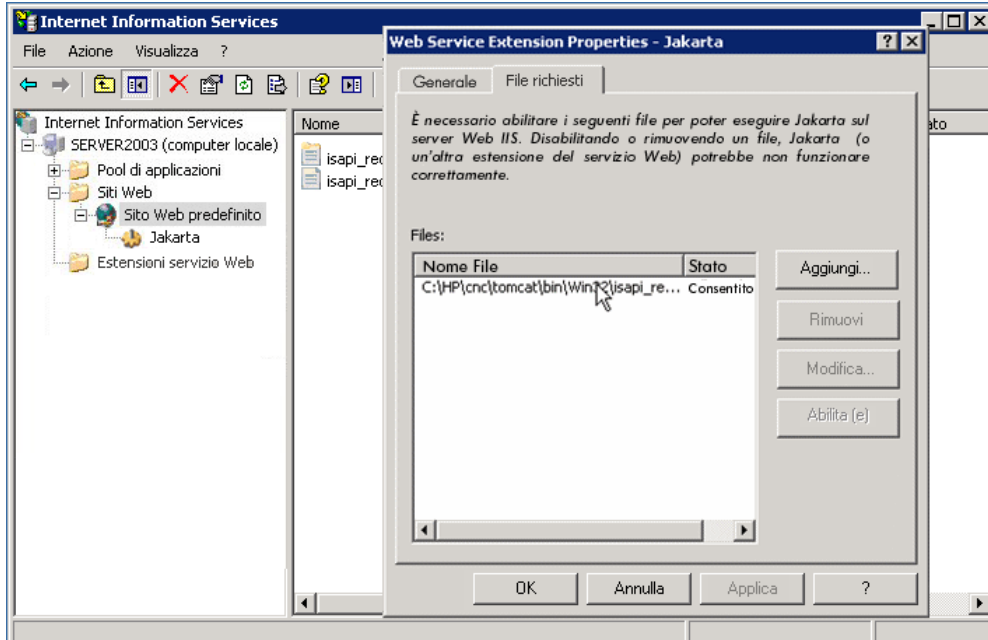 Internet Information Services
File Azione Visualizza ?
Internet Information Services
SERVER2003 (computer locale)
Pool di applicazioni
Siti Web
Sito Web predefinito
Jakarta
Estensioni servizio Web
Nome
isapi_rec
isapi_rec
ato
Web Service Extension Properties - Jakarta
Generale File richiesti
È necessario abilitare i seguenti file per poter eseguire Jakarta sul
server Web IIS. Disabilitando o rimuovendo un file, Jakarta (o
un'altra estensione del servizio Web) potrebbe non funzionare
correttamente.
Files:
Nome File Stato
C:\HP\cnc\tomcat\bin\Win32\isapi_re... Consentito
Aggiungi...
Rimuovi
Modifica...
Abilita (e)
OK Annulla Applica ?